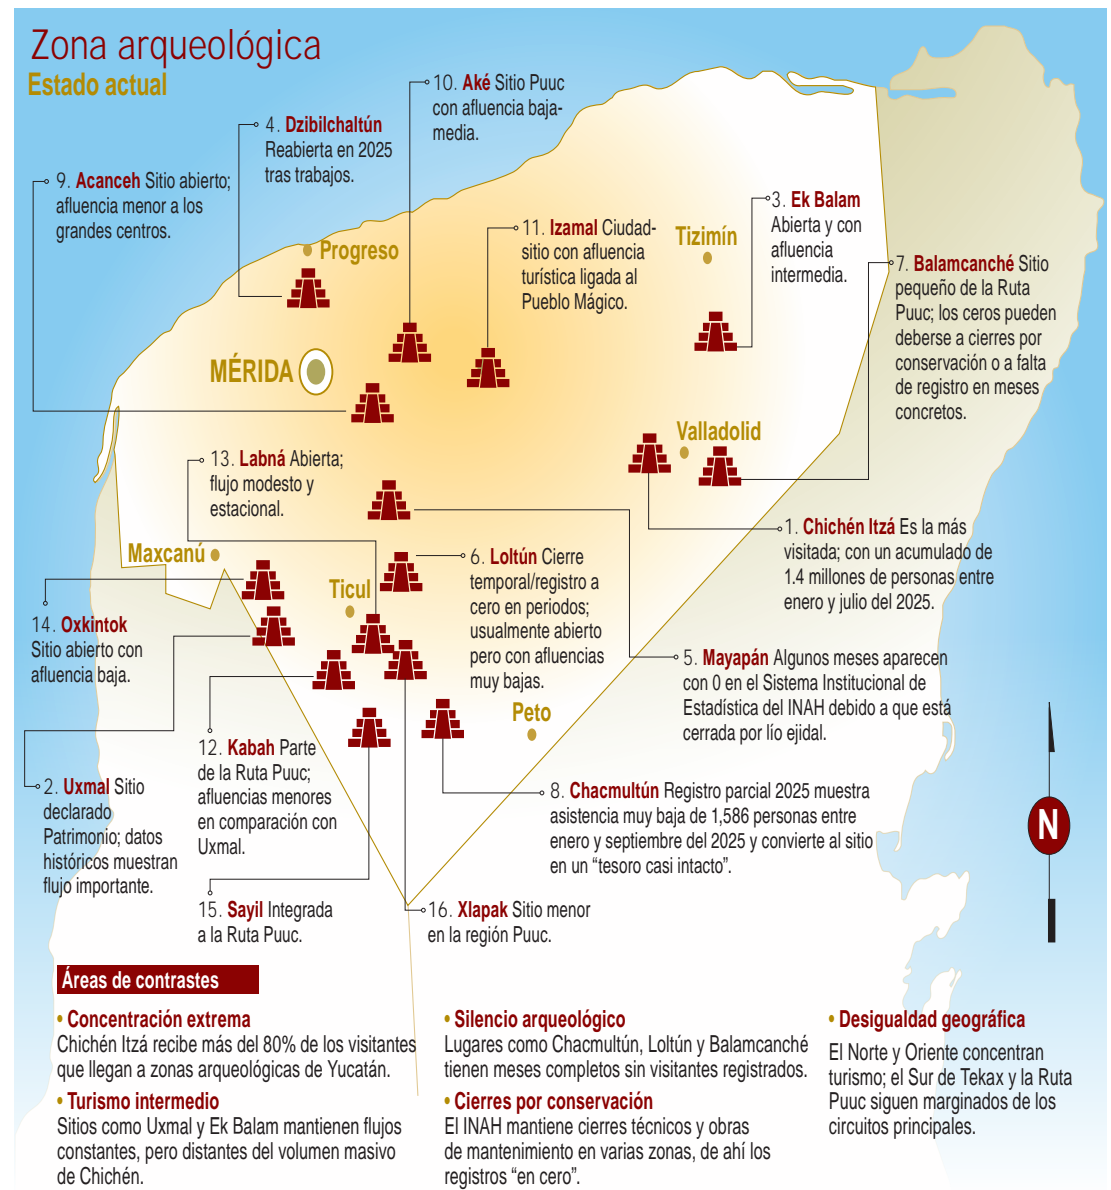 Zona arqueológica
Estado actual
10. Aké Sitio Puuc
con afluencia baja-
media.
4. Dzibilchaltún
Reabierta en 2025
tras trabajos.
9. Acanceh Sitio abierto;
afluencia menor a los
grandes centros.
3. Ek Balam
Abierta y con
afluencia
intermedia.
11. Izamal Ciudad-
sitio con afluencia
turística ligada al
Pueblo Mágico.
Tizimín
Progreso
7. Balamcanché Sitio
pequeño de la Ruta
Puuc; los ceros pueden
deberse a cierres por
conservación o a falta
de registro en meses
concretos.
MÉRIDA
Valladolid
13. Labná Abierta;
flujo modesto y
estacional.
1. Chichén Itzá Es la más
visitada; con un acumulado de
1.4 millones de personas entre
enero y julio del 2025.
Maxcanú
6. Loltún Cierre
temporal/registro a
cero en periodos;
usualmente abierto
pero con afluencias
muy bajas.
Ticul
14. Oxkintok
Sitio abierto con
afluencia baja.
5. Mayapán Algunos meses aparecen
con 0 en el Sistema Institucional de
Estadística del INAH debido a que está
cerrada por lío ejidal.
Peto
12. Kabah Parte
de la Ruta Puuc;
afluencias menores
en comparación con
Uxmal.
2. Uxmal Sitio
declarado
Patrimonio; datos
históricos muestran
flujo importante.
8. Chacmultún Registro parcial 2025 muestra
asistencia muy baja de 1,586 personas entre
enero y septiembre del 2025 y convierte al sitio
en un “tesoro casi intacto”.
N
15. Sayil Integrada
a la Ruta Puuc.
16. Xlapak Sitio menor
en la región Puuc.
Áreas de contrastes
• Concentración extrema
Chichén Itzá recibe más del 80% de los visitantes
que llegan a zonas arqueológicas de Yucatán.
• Turismo intermedio
Sitios como Uxmal y Ek Balam mantienen flujos
constantes, pero distantes del volumen masivo
de Chichén.
• Silencio arqueológico
Lugares como Chacmultún, Loltún y Balamcanché
tienen meses completos sin visitantes registrados.
• Cierres por conservación
El INAH mantiene cierres técnicos y obras
de mantenimiento en varias zonas, de ahí los
registros “en cero”.
• Desigualdad geográfica
El Norte y Oriente concentran
turismo; el Sur de Tekax y la Ruta
Puuc siguen marginados de los
circuitos principales.